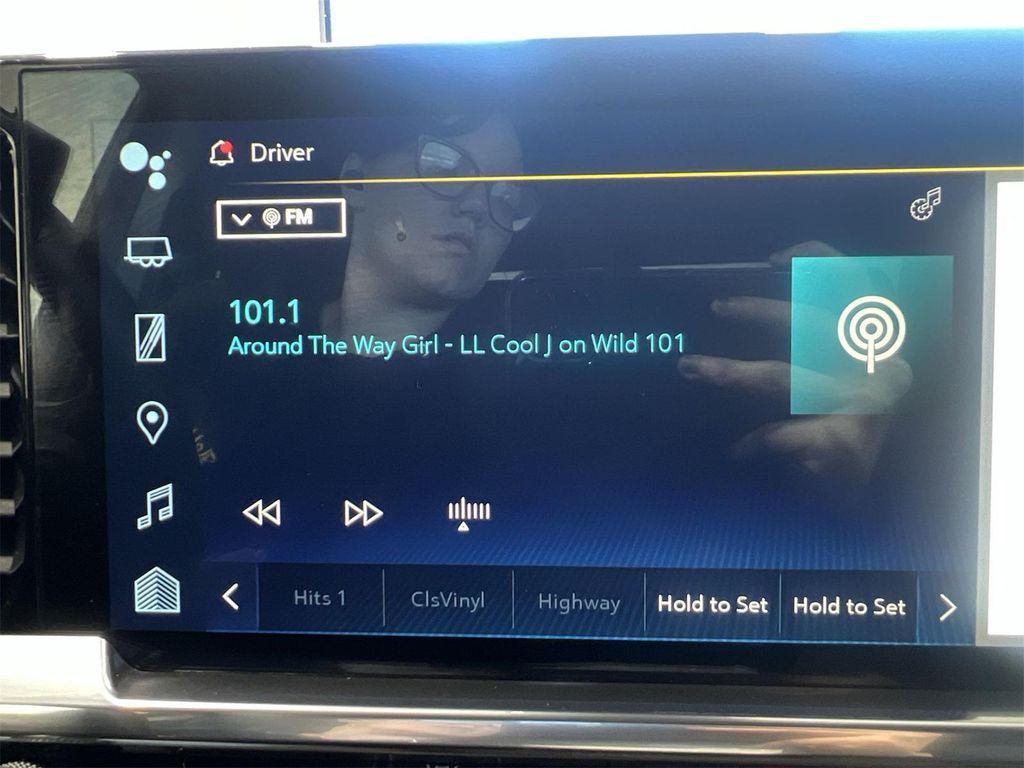 Driver
FM
101.1
Around The Way Girl - LL Cool J on Wild 101
Hits 1
ClsVinyl
Highway
Hold to Set
Hold to Set